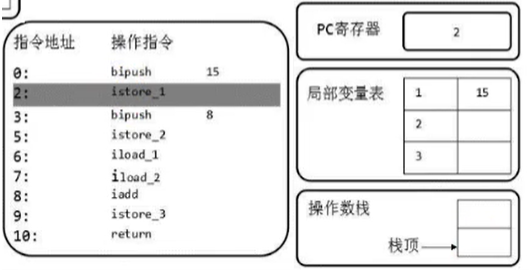 指令地址 操作指令
0: bipush 15
2: istore_1
3: bipush 8
5: istore_2
6: iload_1
7: iload_2
8: iadd
9: istore_3
10: return
PC寄存器 2
局部变量表 1 15
2
3
操作数栈
栈顶